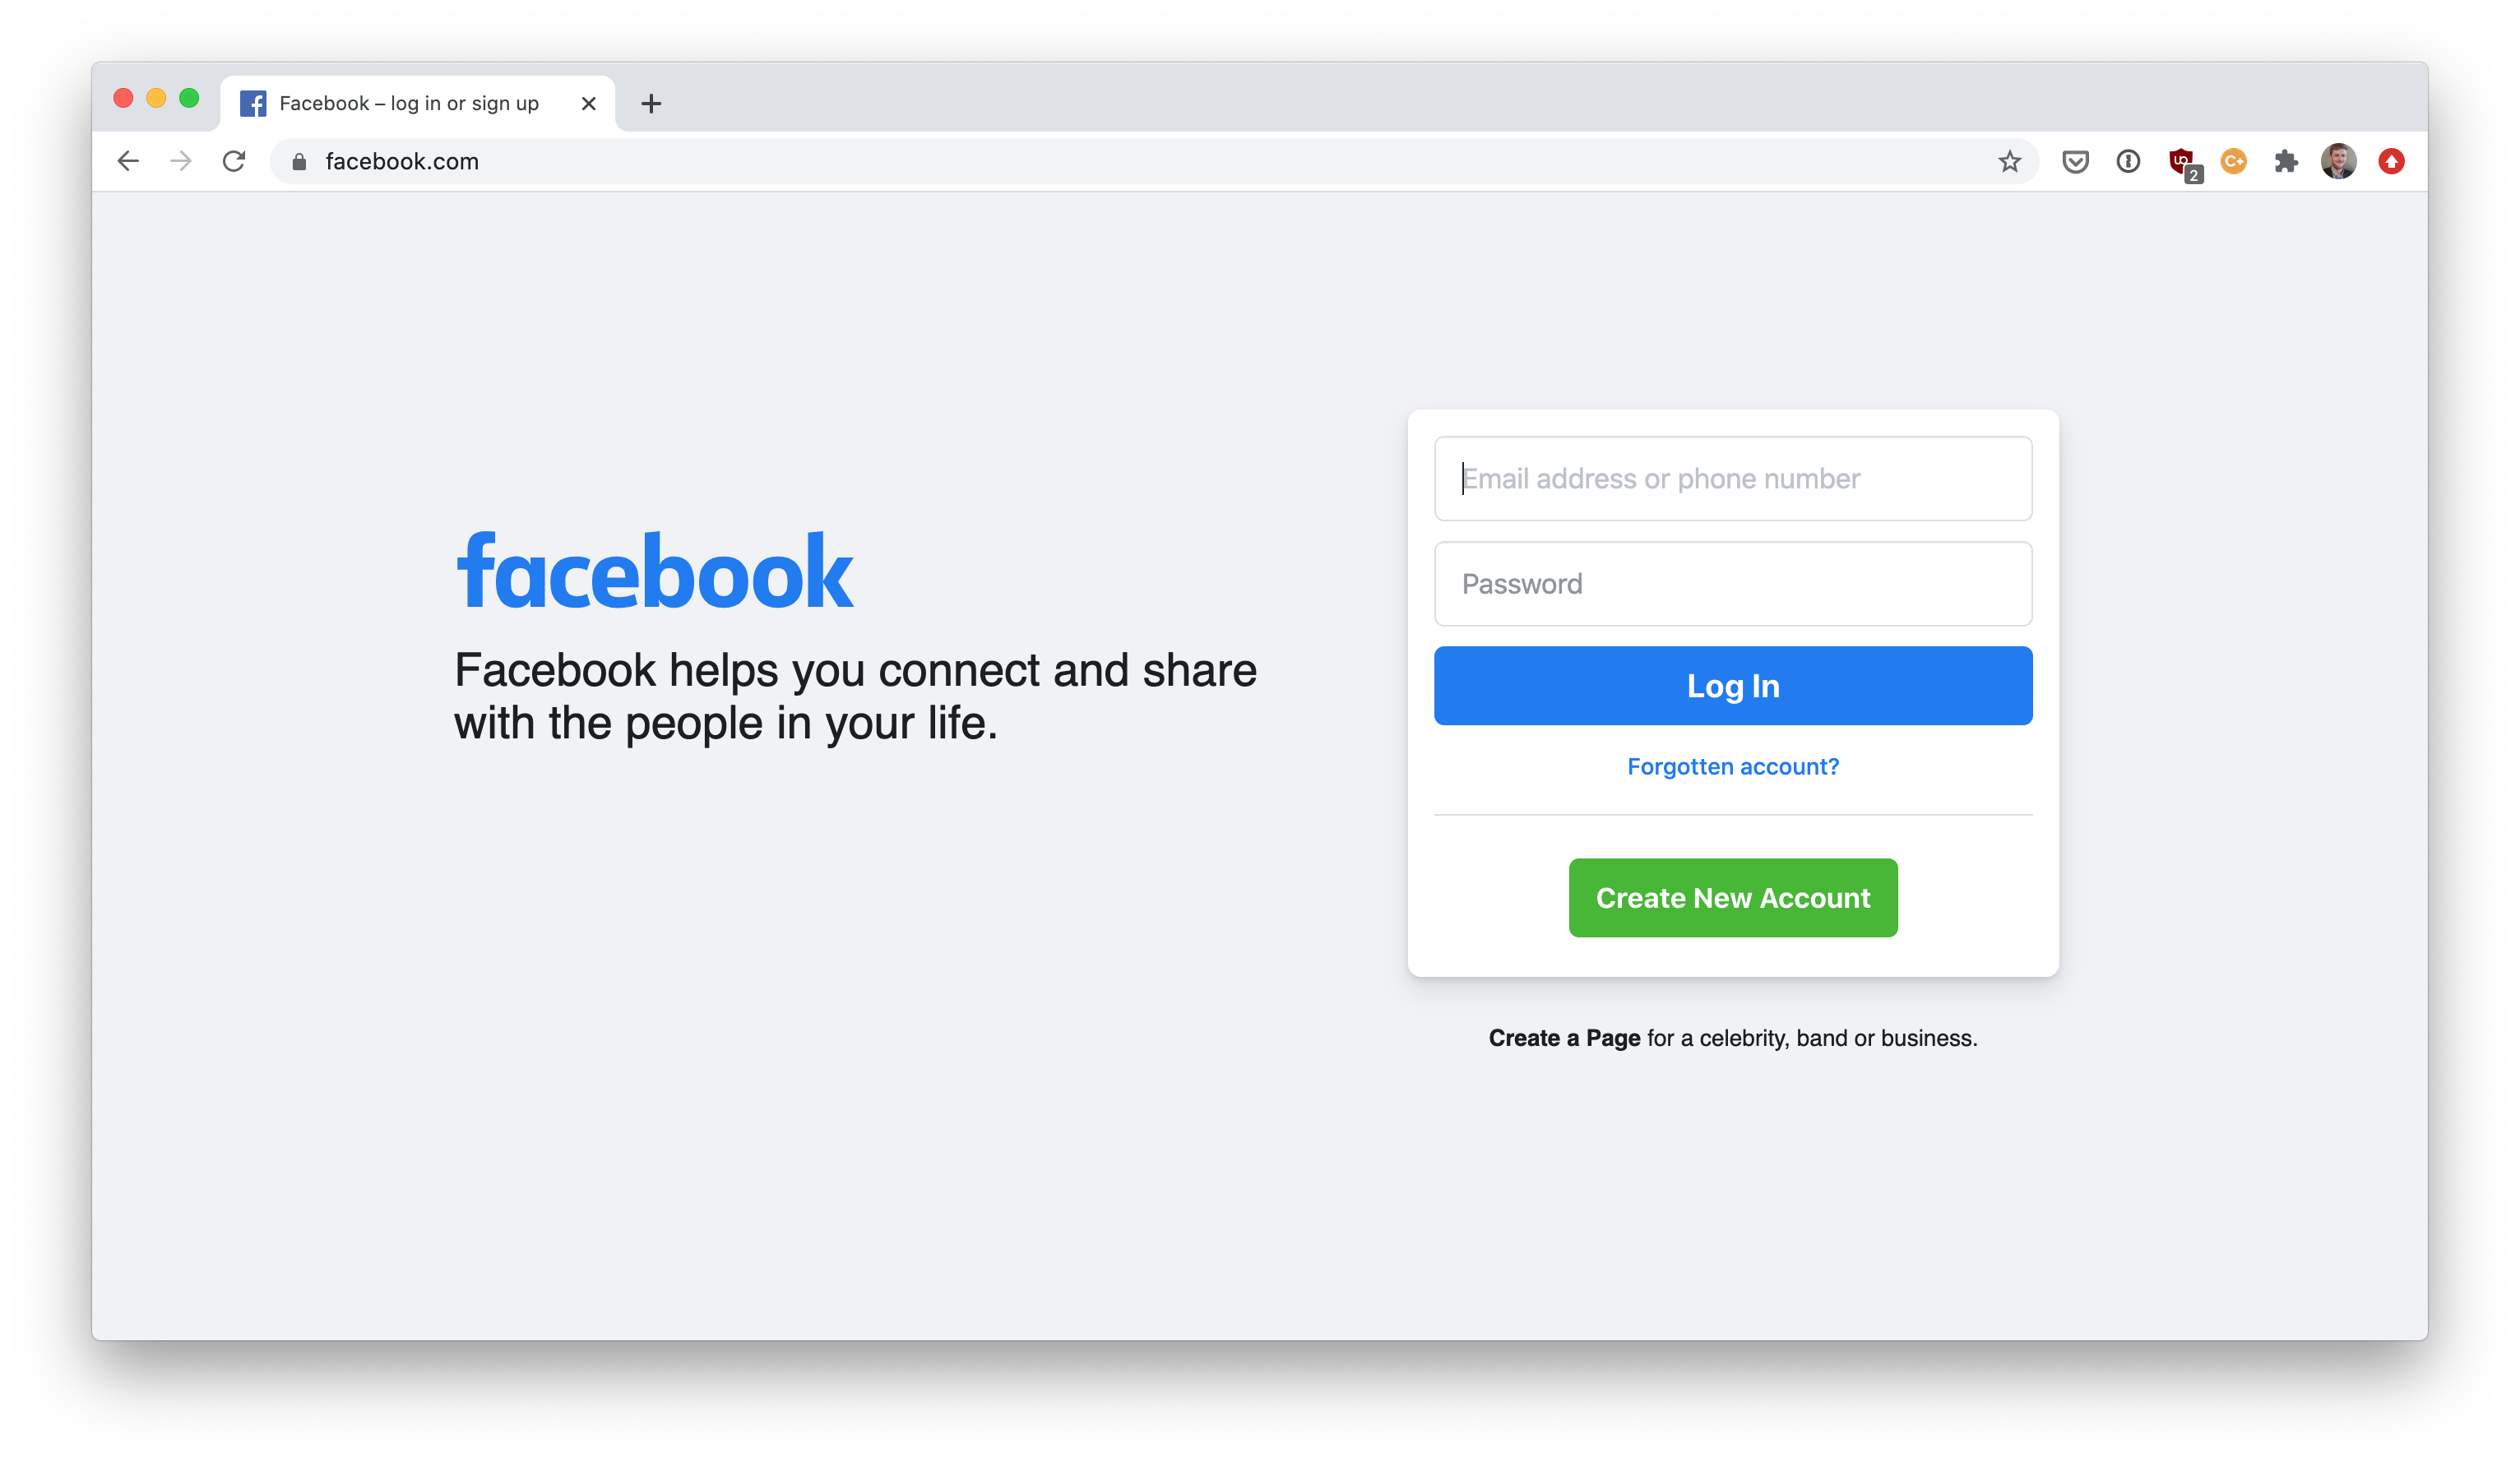 Facebook – log in or sign up
facebook.com
2
facebook
Facebook helps you connect and share
with the people in your life.
Email address or phone number
Password
Log In
Forgotten account?
Create New Account
Create a Page for a celebrity, band or business.